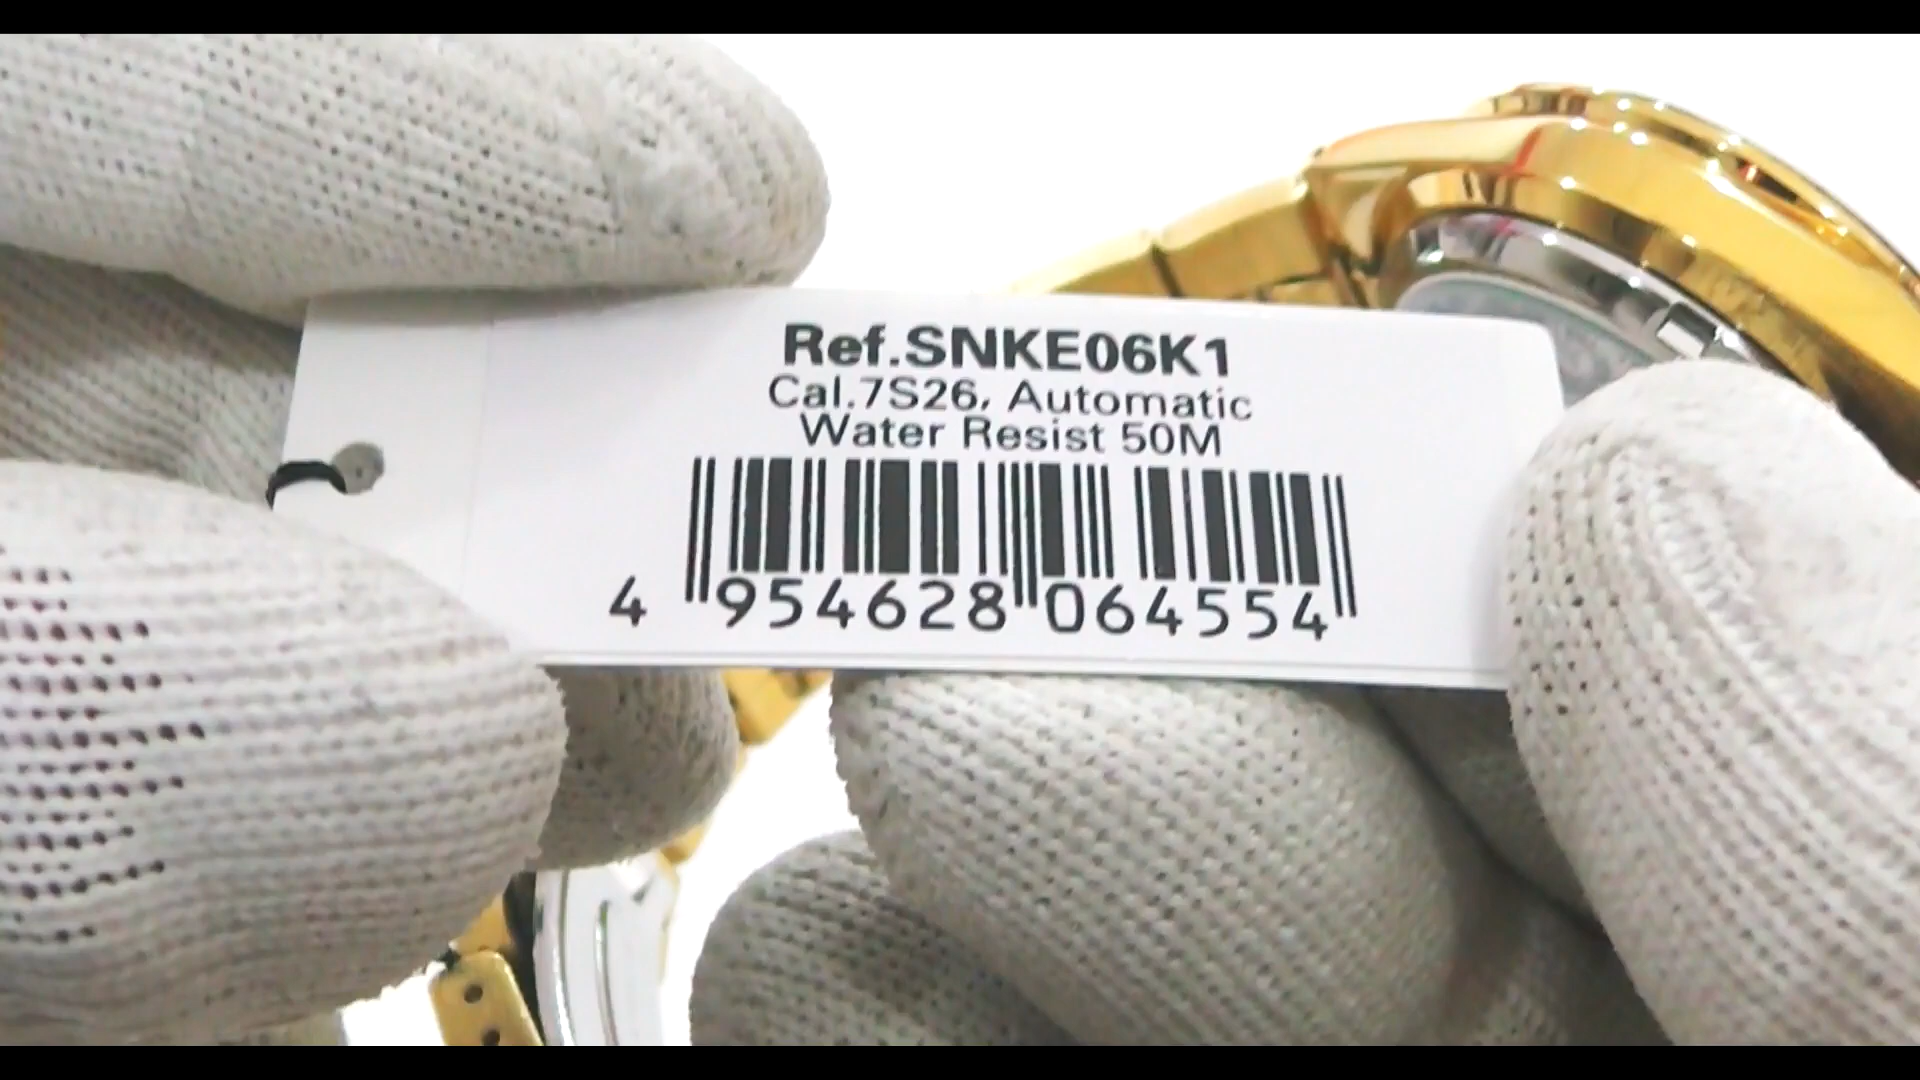 Ref.SNKE06K1
Cal.7S26, Automatic
Water Resist 50M
4 954628 064554